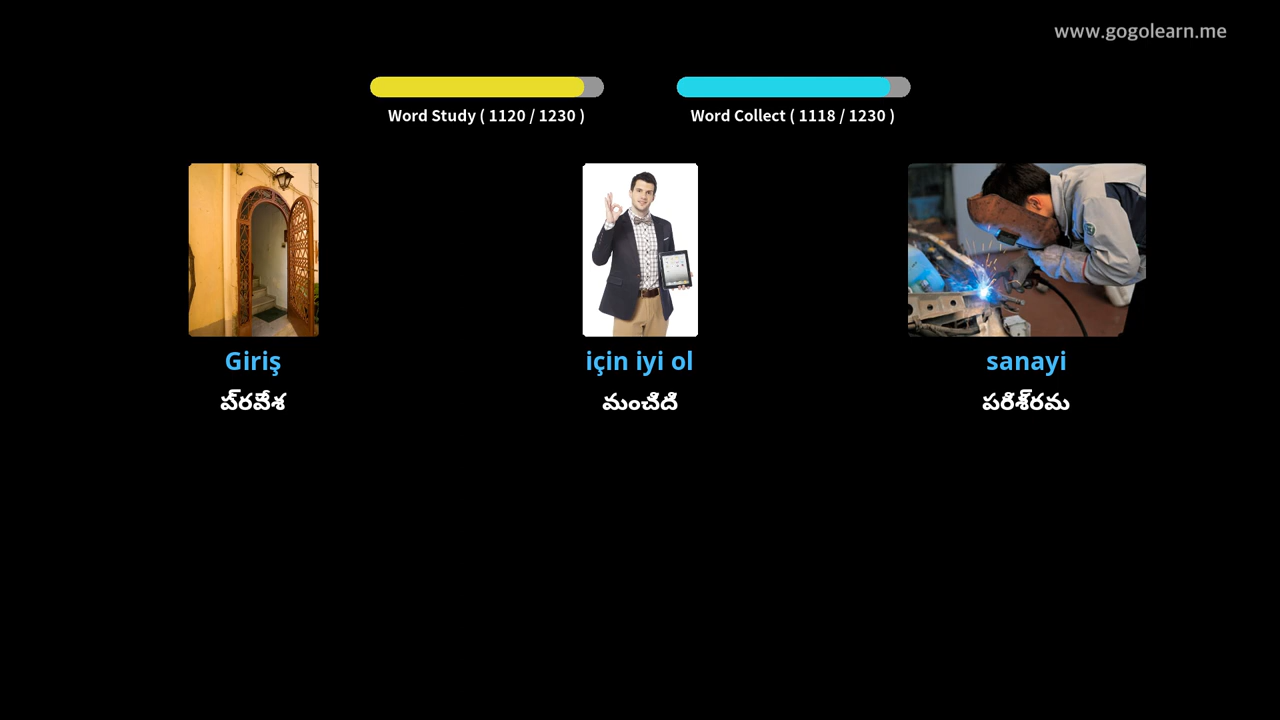 www.gogolearn.me
Word Study ( 1120 / 1230 )
Word Collect ( 1118 / 1230 )
Giriş
ప్రవేశ
için iyi ol
మంచిది
sanayi
పరిశ్రమ